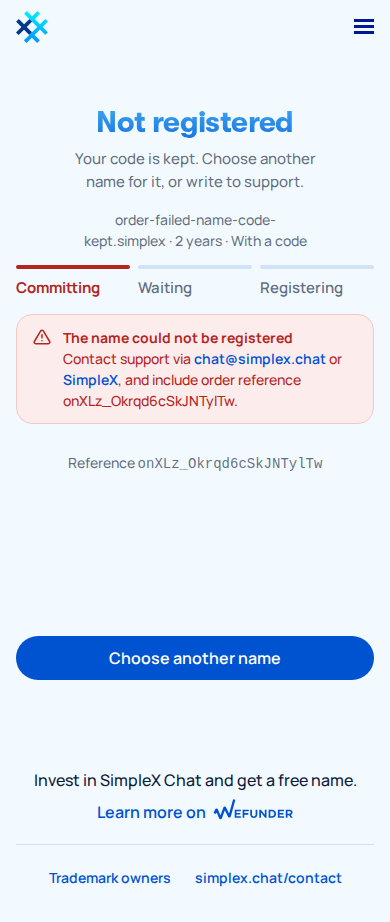 Not registered
Your code is kept. Choose another
name for it, or write to support.
order-failed-name-code-
kept.simplex · 2 years · With a code
Committing
Waiting
Registering
The name could not be registered
Contact support via chat@simplex.chat or
SimpleX, and include order reference
onXLz_Okrqd6cSkJNTylTw.
Reference onXLz_Okrqd6cSkJNTylTw
Choose another name
Invest in SimpleX Chat and get a free name.
Learn more on WEFUNDER
Trademark owners
simplex.chat/contact